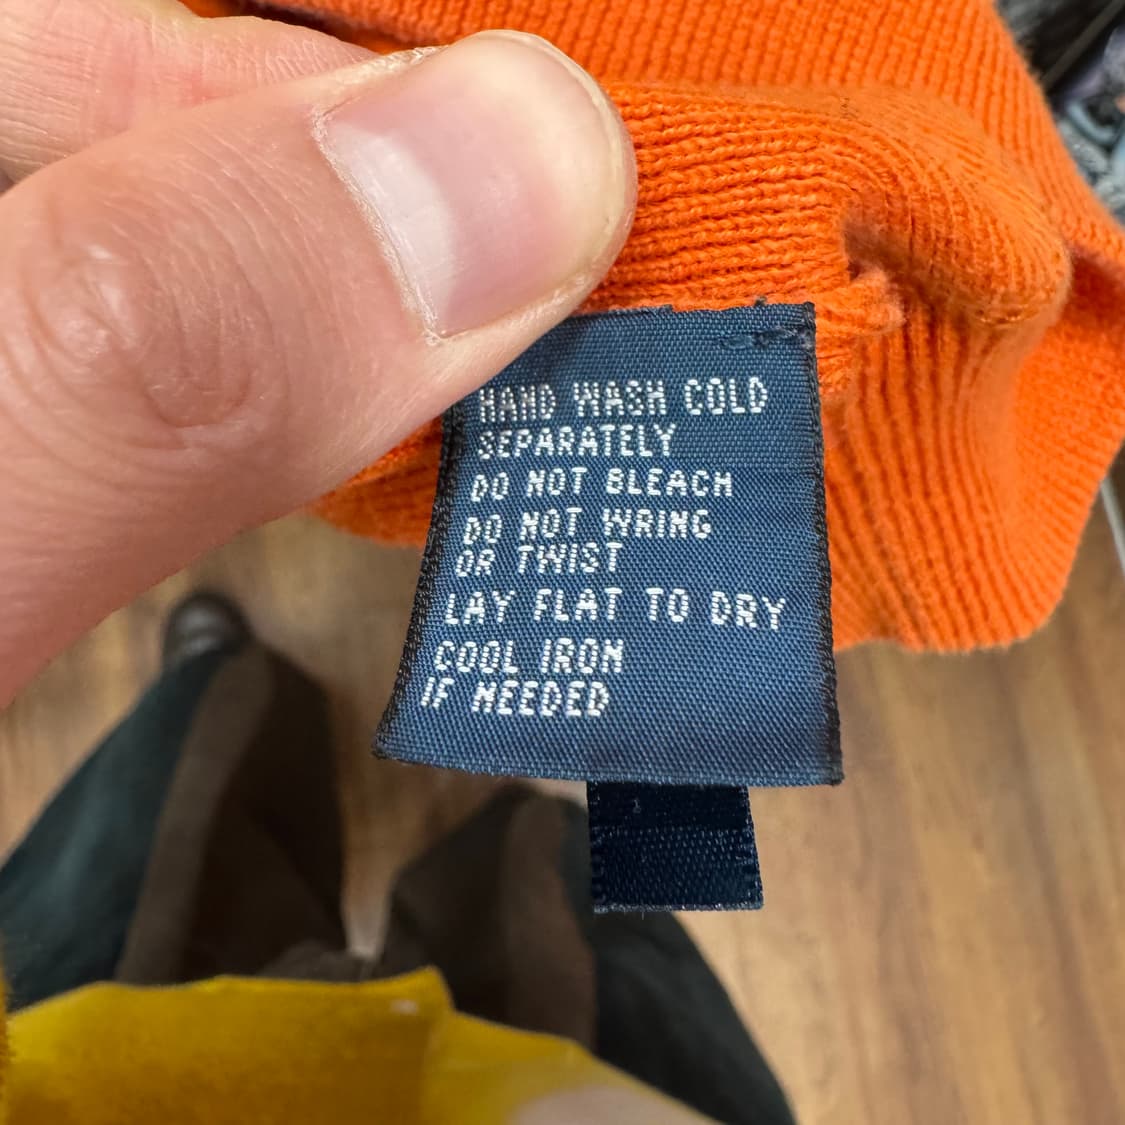 HAND WASH COLD
SEPARATELY
DO NOT BLEACH
DO NOT WRING
OR TWIST
LAY FLAT TO DRY
COOL IRON
IF NEEDED